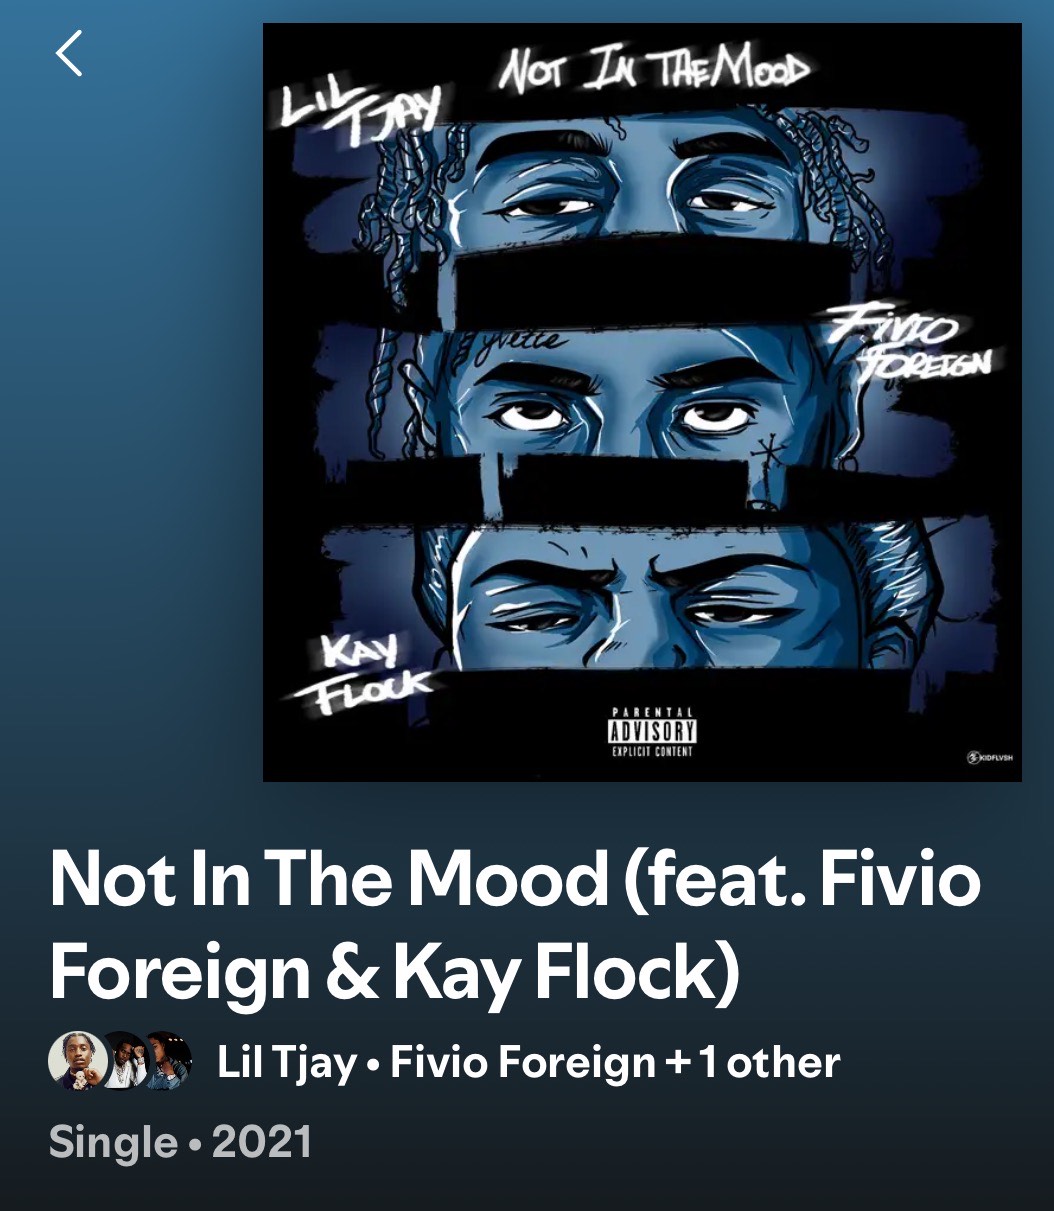 NOT IN THE MOOD
LIL
TJAY
yvette
FIVIO
FOREIGN
KAY
FLOCK
PARENTAL
ADVISORY
EXPLICIT CONTENT
KIDFLVSH
Not In The Mood (feat. Fivio
Foreign & Kay Flock)
Lil Tjay • Fivio Foreign + 1 other
Single • 2021